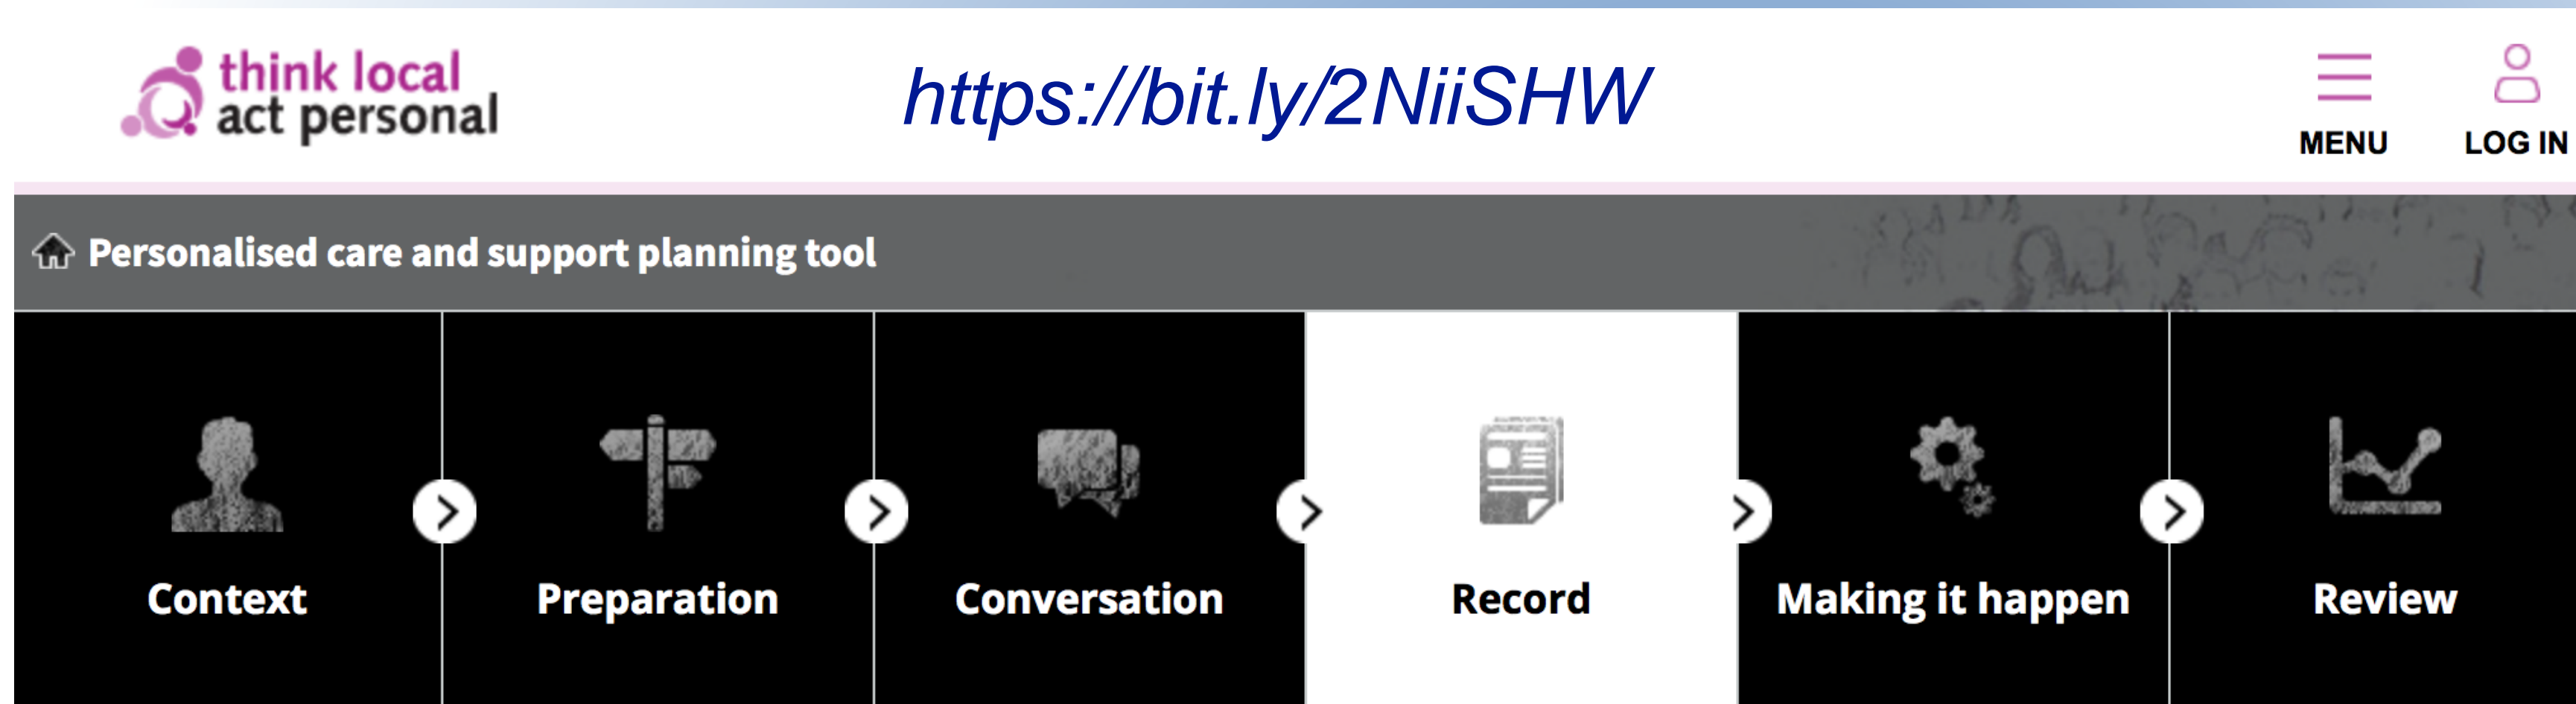 think local
act personal
https://bit.ly/2NiiSHW
MENU
LOG IN
Personalised care and support planning tool
Context
Preparation
Conversation
Record
Making it happen
Review